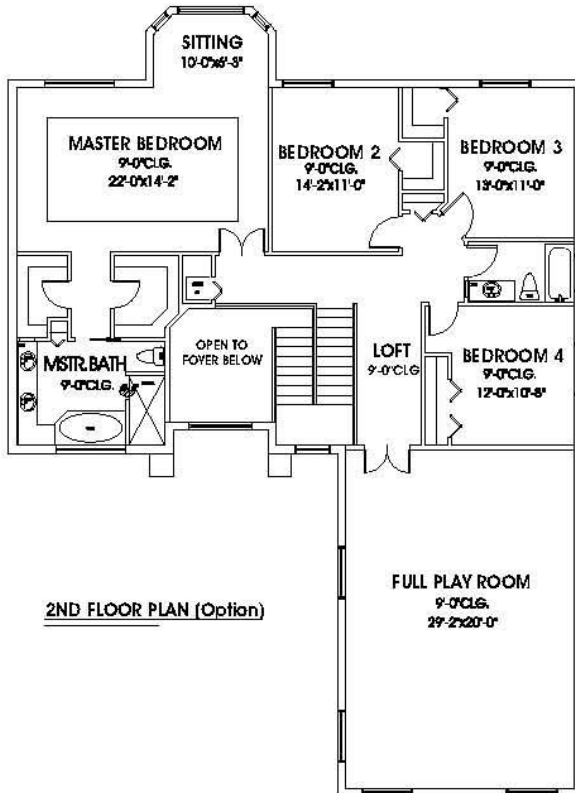 SITTING
10'-0"x6'-3"
MASTER BEDROOM
9'-0"CLG.
22'-0"x14'-2"
BEDROOM 2
9'-0"CLG.
14'-2"x11'-0"
BEDROOM 3
9'-0"CLG.
13'-0"x11'-0"
MSTR. BATH
9'-0"CLG.
OPEN TO
FOYER BELOW
LOFT
9'-0"CLG
BEDROOM 4
9'-0"CLG.
12'-0"x10'-8"
FULL PLAY ROOM
9'-0"CLG.
29'-2"x20'-0"
2ND FLOOR PLAN (Option)